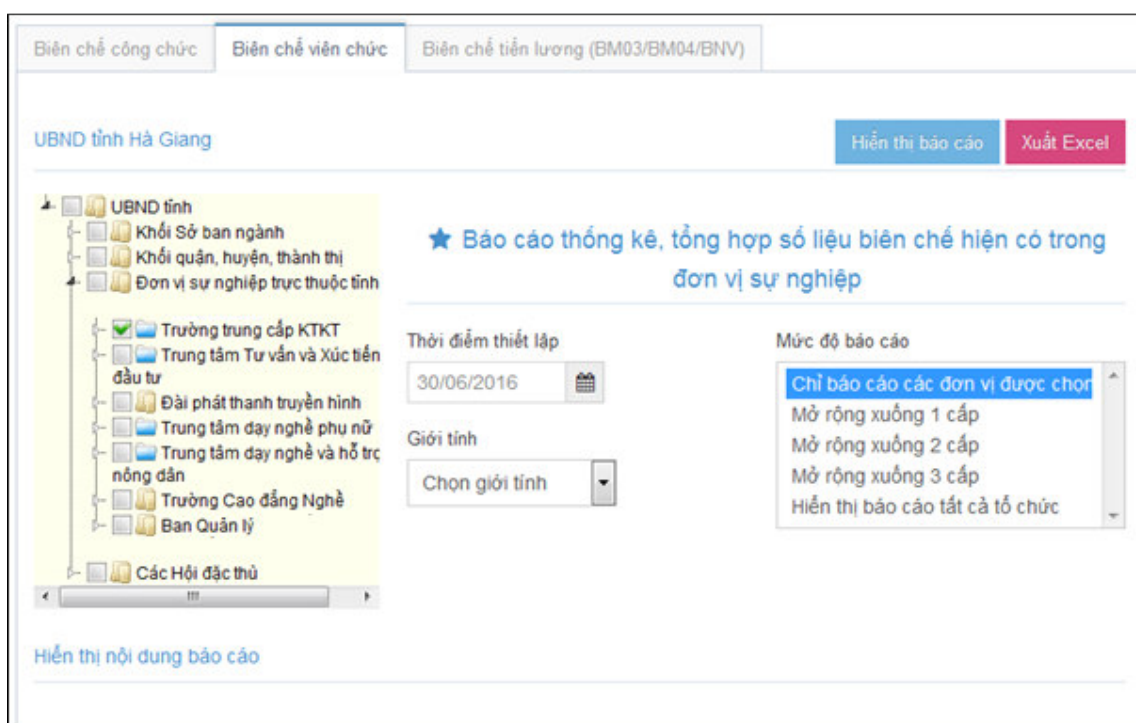 Biên chế công chức
Biên chế viên chức
Biên chế tiền lương (BM03/BM04/BNV)
UBND tỉnh Hà Giang
Hiển thị báo cáo
Xuất Excel
UBND tỉnh
Khối Sở ban ngành
Khối quận, huyện, thành thị
Đơn vị sự nghiệp trực thuộc tỉnh
Trường trung cấp KTKT
Trung tâm Tư vấn và Xúc tiến
đầu tư
Đài phát thanh truyền hình
Trung tâm dạy nghề phụ nữ
Trung tâm dạy nghề và hỗ trợ
nông dân
Trường Cao đẳng Nghề
Ban Quản lý
Các Hội đặc thù
Báo cáo thống kê, tổng hợp số liệu biên chế hiện có trong
đơn vị sự nghiệp
Thời điểm thiết lập
30/06/2016
Giới tính
Chọn giới tính
Mức độ báo cáo
Chỉ báo cáo các đơn vị được chọn
Mở rộng xuống 1 cấp
Mở rộng xuống 2 cấp
Mở rộng xuống 3 cấp
Hiển thị báo cáo tất cả tổ chức
Hiển thị nội dung báo cáo